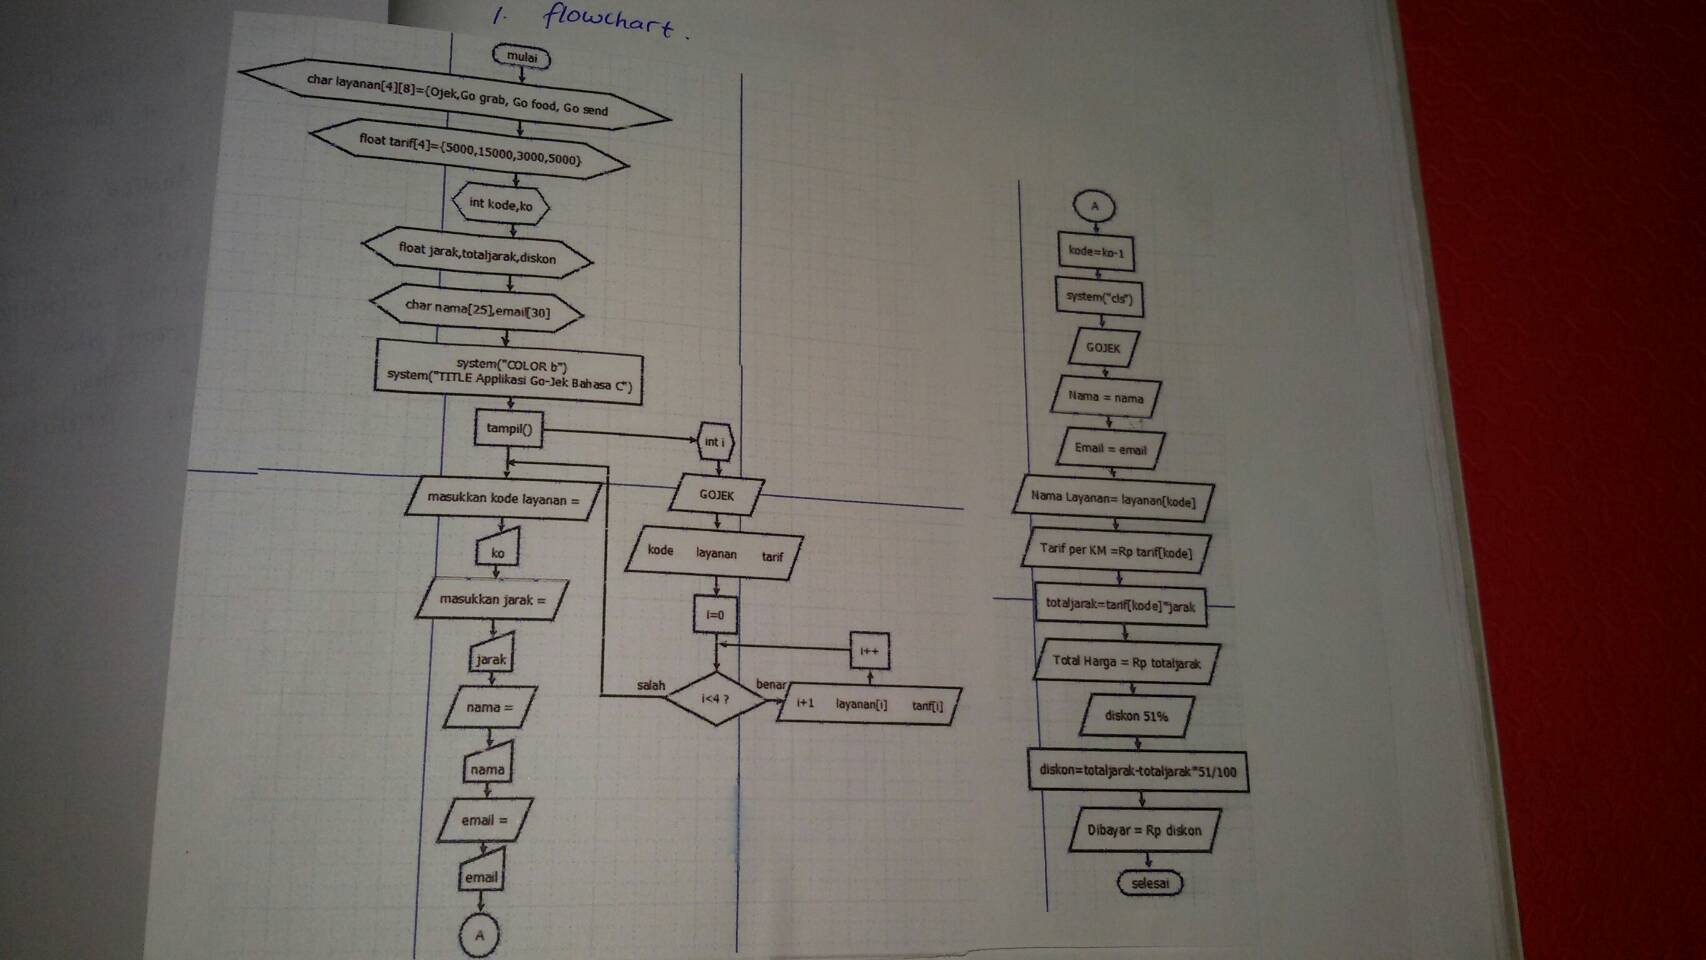 1. flowchart.
mulai
char layanan[4][8]={Ojek,Go grab, Go food, Go send
float tarif[4]={5000,15000,3000,5000}
int kode,ko
float jarak,totaljarak,diskon
char nama[25],email[30]
system("COLOR b")
system("TITLE Applikasi Go-Jek Bahasa C")
tampil()
masukkan kode layanan =
ko
masukkan jarak =
jarak
nama =
nama
email =
email
A
int i
GOJEK
kode layanan tarif
i=0
i++
salah
i<4 ?
benar
i+1 layanan[i] tarif[i]
A
kode=ko-1
system("cls")
GOJEK
Nama = nama
Email = email
Nama Layanan= layanan[kode]
Tarif per KM =Rp tarif[kode]
totaljarak=tarif[kode]*jarak
Total Harga = Rp totaljarak
diskon 51%
diskon=totaljarak-totaljarak*51/100
Dibayar = Rp diskon
selesai